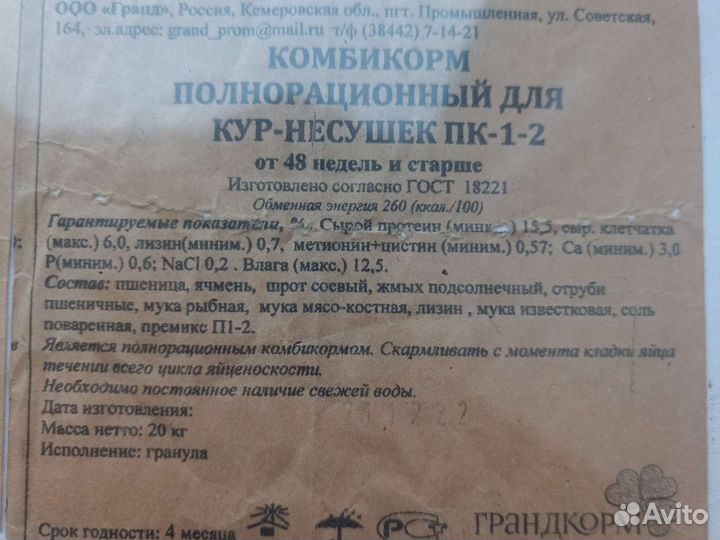 ООО «Гранд», Россия, Кемеровская обл., пгт. Промышленная, ул. Советская,
164, эл.адрес: grand_prom@mail.ru т/ф (38442) 7-14-21
КОМБИКОРМ
ПОЛНОРАЦИОННЫЙ ДЛЯ
КУР-НЕСУШЕК ПК-1-2
от 48 недель и старше
Изготовлено согласно ГОСТ 18221
Обменная энергия 260 (ккал./100)
Гарантируемые показатели, %. Сырой протеин (миним.) 15,5, сыр. клетчатка
(макс.) 6,0, лизин(миним.) 0,7, метионин+цистин (миним.) 0,57; Ca (миним.) 3,0
P(миним.) 0,6; NaCl 0,2 . Влага (макс.) 12,5.
Состав: пшеница, ячмень, шрот соевый, жмых подсолнечный, отруби
пшеничные, мука рыбная, мука мясо-костная, лизин , мука известковая, соль
поваренная, премикс П1-2.
Является полнорационным комбикормом. Скармливать с момента кладки яйца
течении всего цикла яйценоскости.
Необходимо постоянное наличие свежей воды.
Дата изготовления:
Масса нетто: 20 кг
Исполнение: гранула
Срок годности: 4 месяца
РСТ
ГРАНДКОРМ
Avito